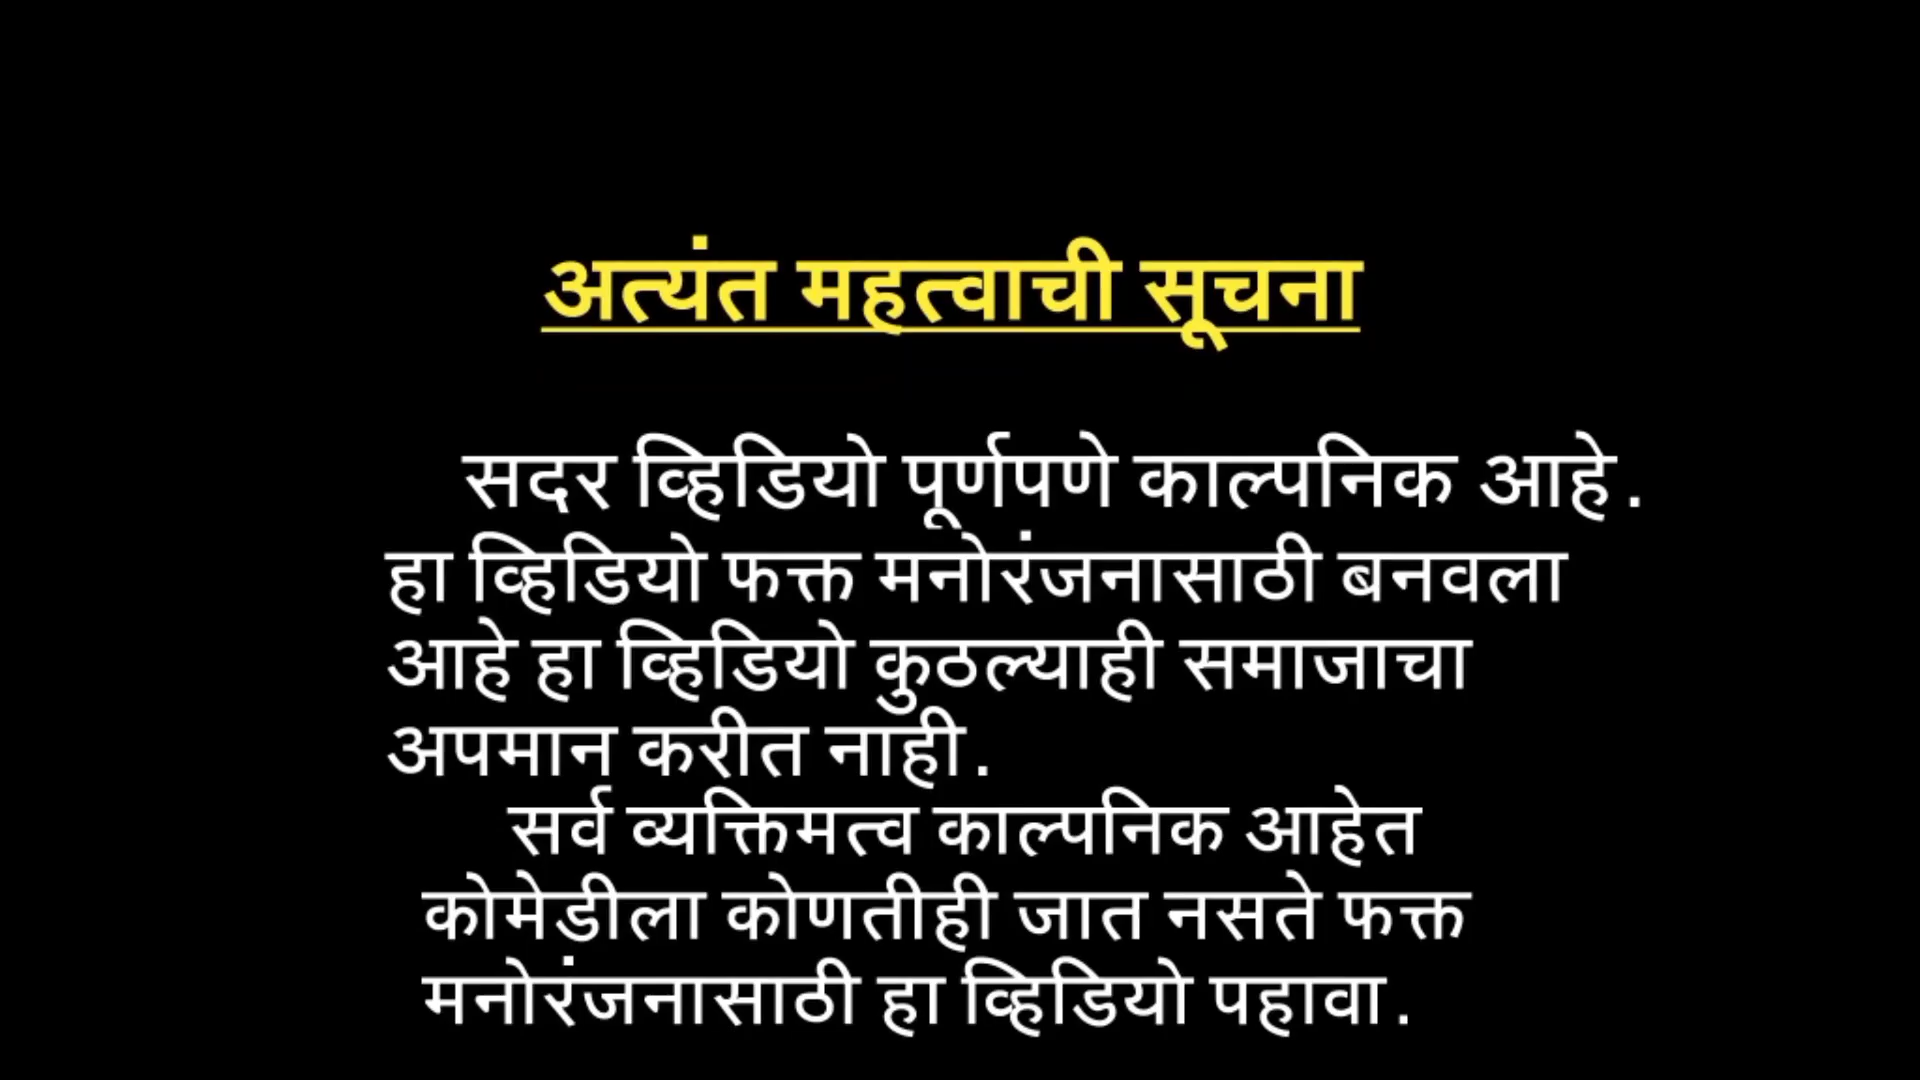 अत्यंत महत्वाची सूचना
सदर व्हिडियो पूर्णपणे काल्पनिक आहे.
हा व्हिडियो फक्त मनोरंजनासाठी बनवला
आहे हा व्हिडियो कुठल्याही समाजाचा
अपमान करीत नाही.
सर्व व्यक्तिमत्व काल्पनिक आहेत
कोमेडीला कोणतीही जात नसते फक्त
मनोरंजनासाठी हा व्हिडियो पहावा.